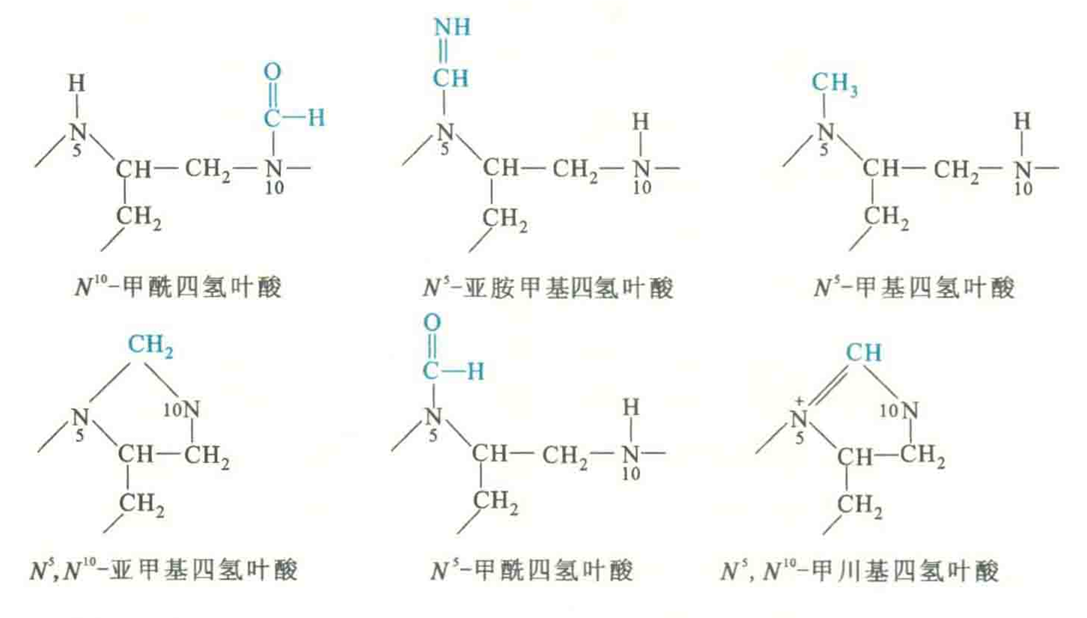 NH
O
CH
CH₃
H
C—H
H
H
N
N
N
5
5
5
CH—CH₂—N—
CH—CH₂—N—
CH—CH₂—N—
10
10
10
CH₂
CH₂
CH₂
N¹⁰-甲酰四氢叶酸
N⁵-亚胺甲基四氢叶酸
N⁵-甲基四氢叶酸
O
CH₂
CH
C—H
10N
H
10N
N
N
N⁺
5
5
5
CH—CH₂
CH—CH₂—N—
CH—CH₂
10
CH₂
CH₂
CH₂
N⁵,N¹⁰-亚甲基四氢叶酸
N⁵-甲酰四氢叶酸
N⁵,N¹⁰-甲川基四氢叶酸